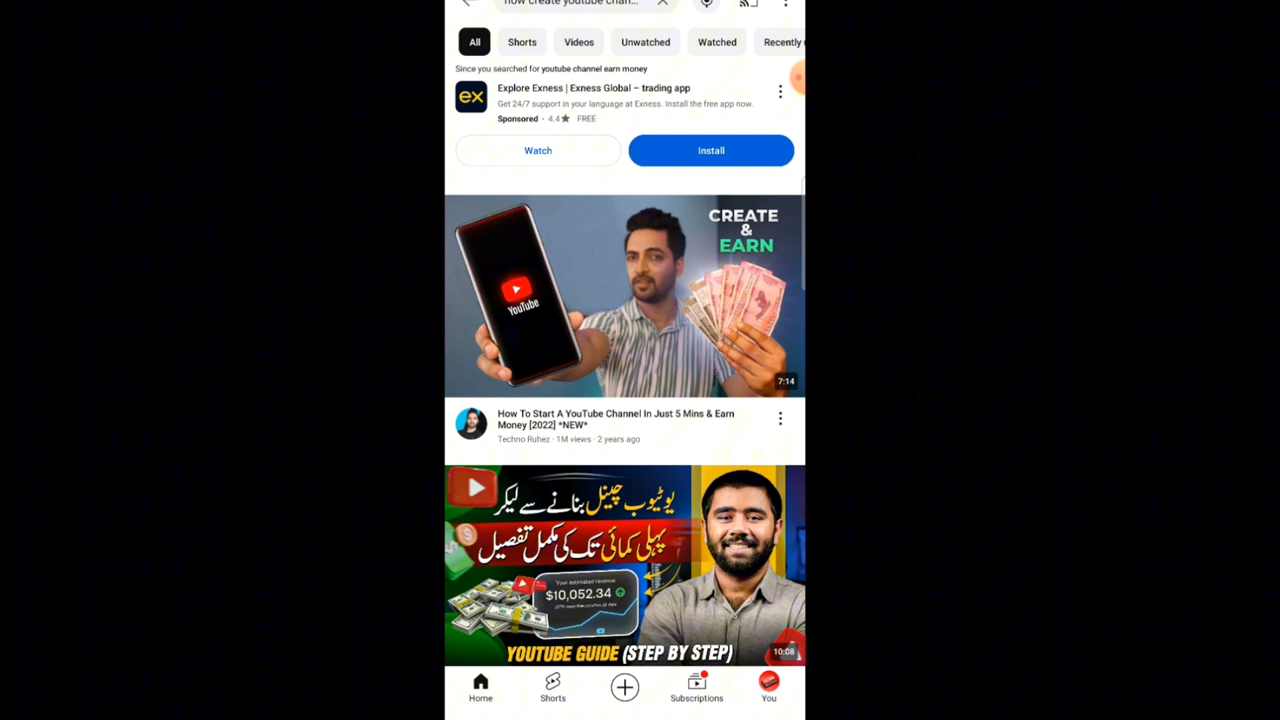 how create youtube chan...
All
Shorts
Videos
Unwatched
Watched
Recently u
Since you searched for youtube channel earn money
Explore Exness | Exness Global – trading app
Get 24/7 support in your language at Exness. Install the free app now.
Sponsored · 4.4★ FREE
ex
Watch
Install
CREATE
&
EARN
YouTube
7:14
How To Start A YouTube Channel In Just 5 Mins & Earn
Money [2022] *NEW*
Techno Ruhez · 1M views · 2 years ago
یوٹیوب چینل بنانے سے لیکر
پہلی کمائی تک کی مکمل تفصیل
Your estimated revenue
$10,052.34
YOUTUBE GUIDE (STEP BY STEP)
10:08
Home
Shorts
Subscriptions
You